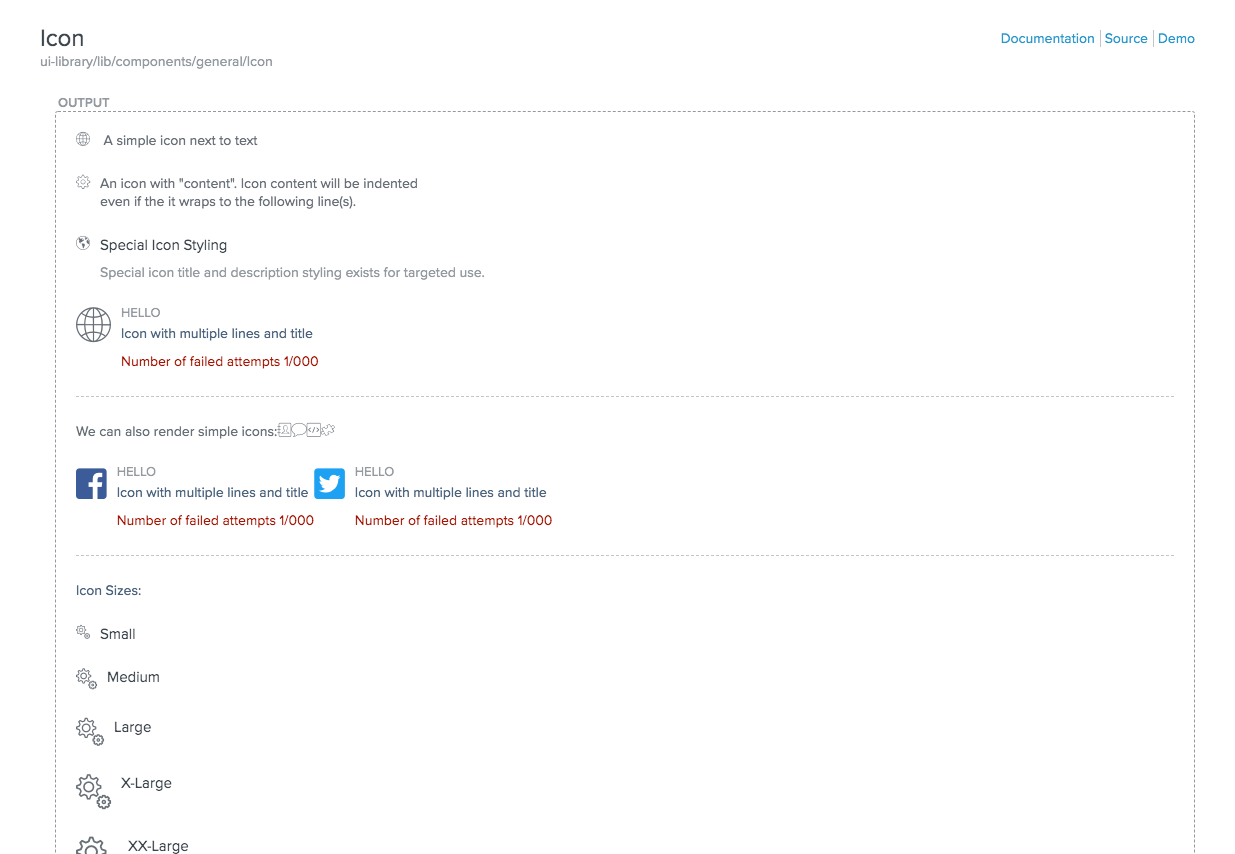 Icon
Documentation Source Demo
ui-library/lib/components/general/Icon
OUTPUT
A simple icon next to text
An icon with "content". Icon content will be indented
even if the it wraps to the following line(s).
Special Icon Styling
Special icon title and description styling exists for targeted use.
HELLO
Icon with multiple lines and title
Number of failed attempts 1/000
We can also render simple icons:
HELLO
Icon with multiple lines and title
Number of failed attempts 1/000
HELLO
Icon with multiple lines and title
Number of failed attempts 1/000
Icon Sizes:
Small
Medium
Large
X-Large
XX-Large